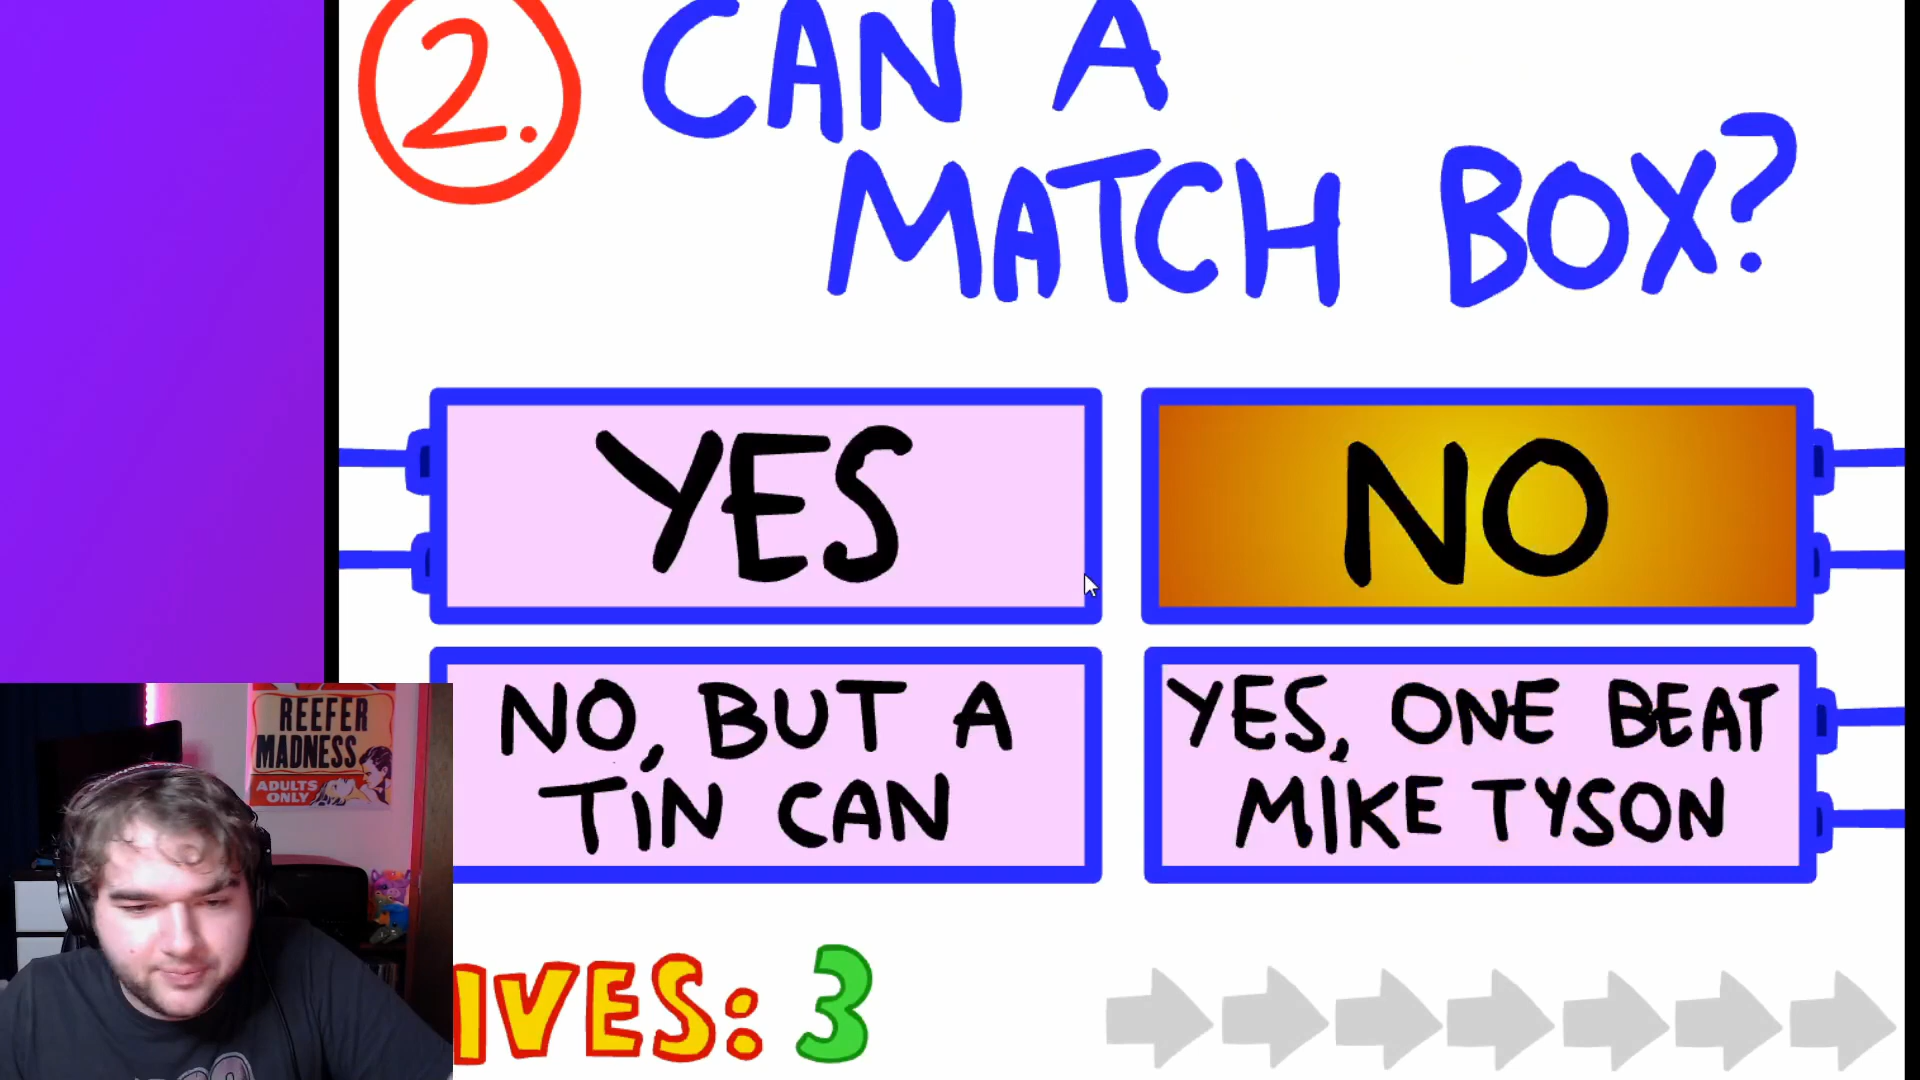 2. CAN A
MATCH BOX?
YES
NO
NO, BUT A
TIN CAN
YES, ONE BEAT
MIKE TYSON
IVES: 3
REEFER
MADNESS
ADULTS
ONLY